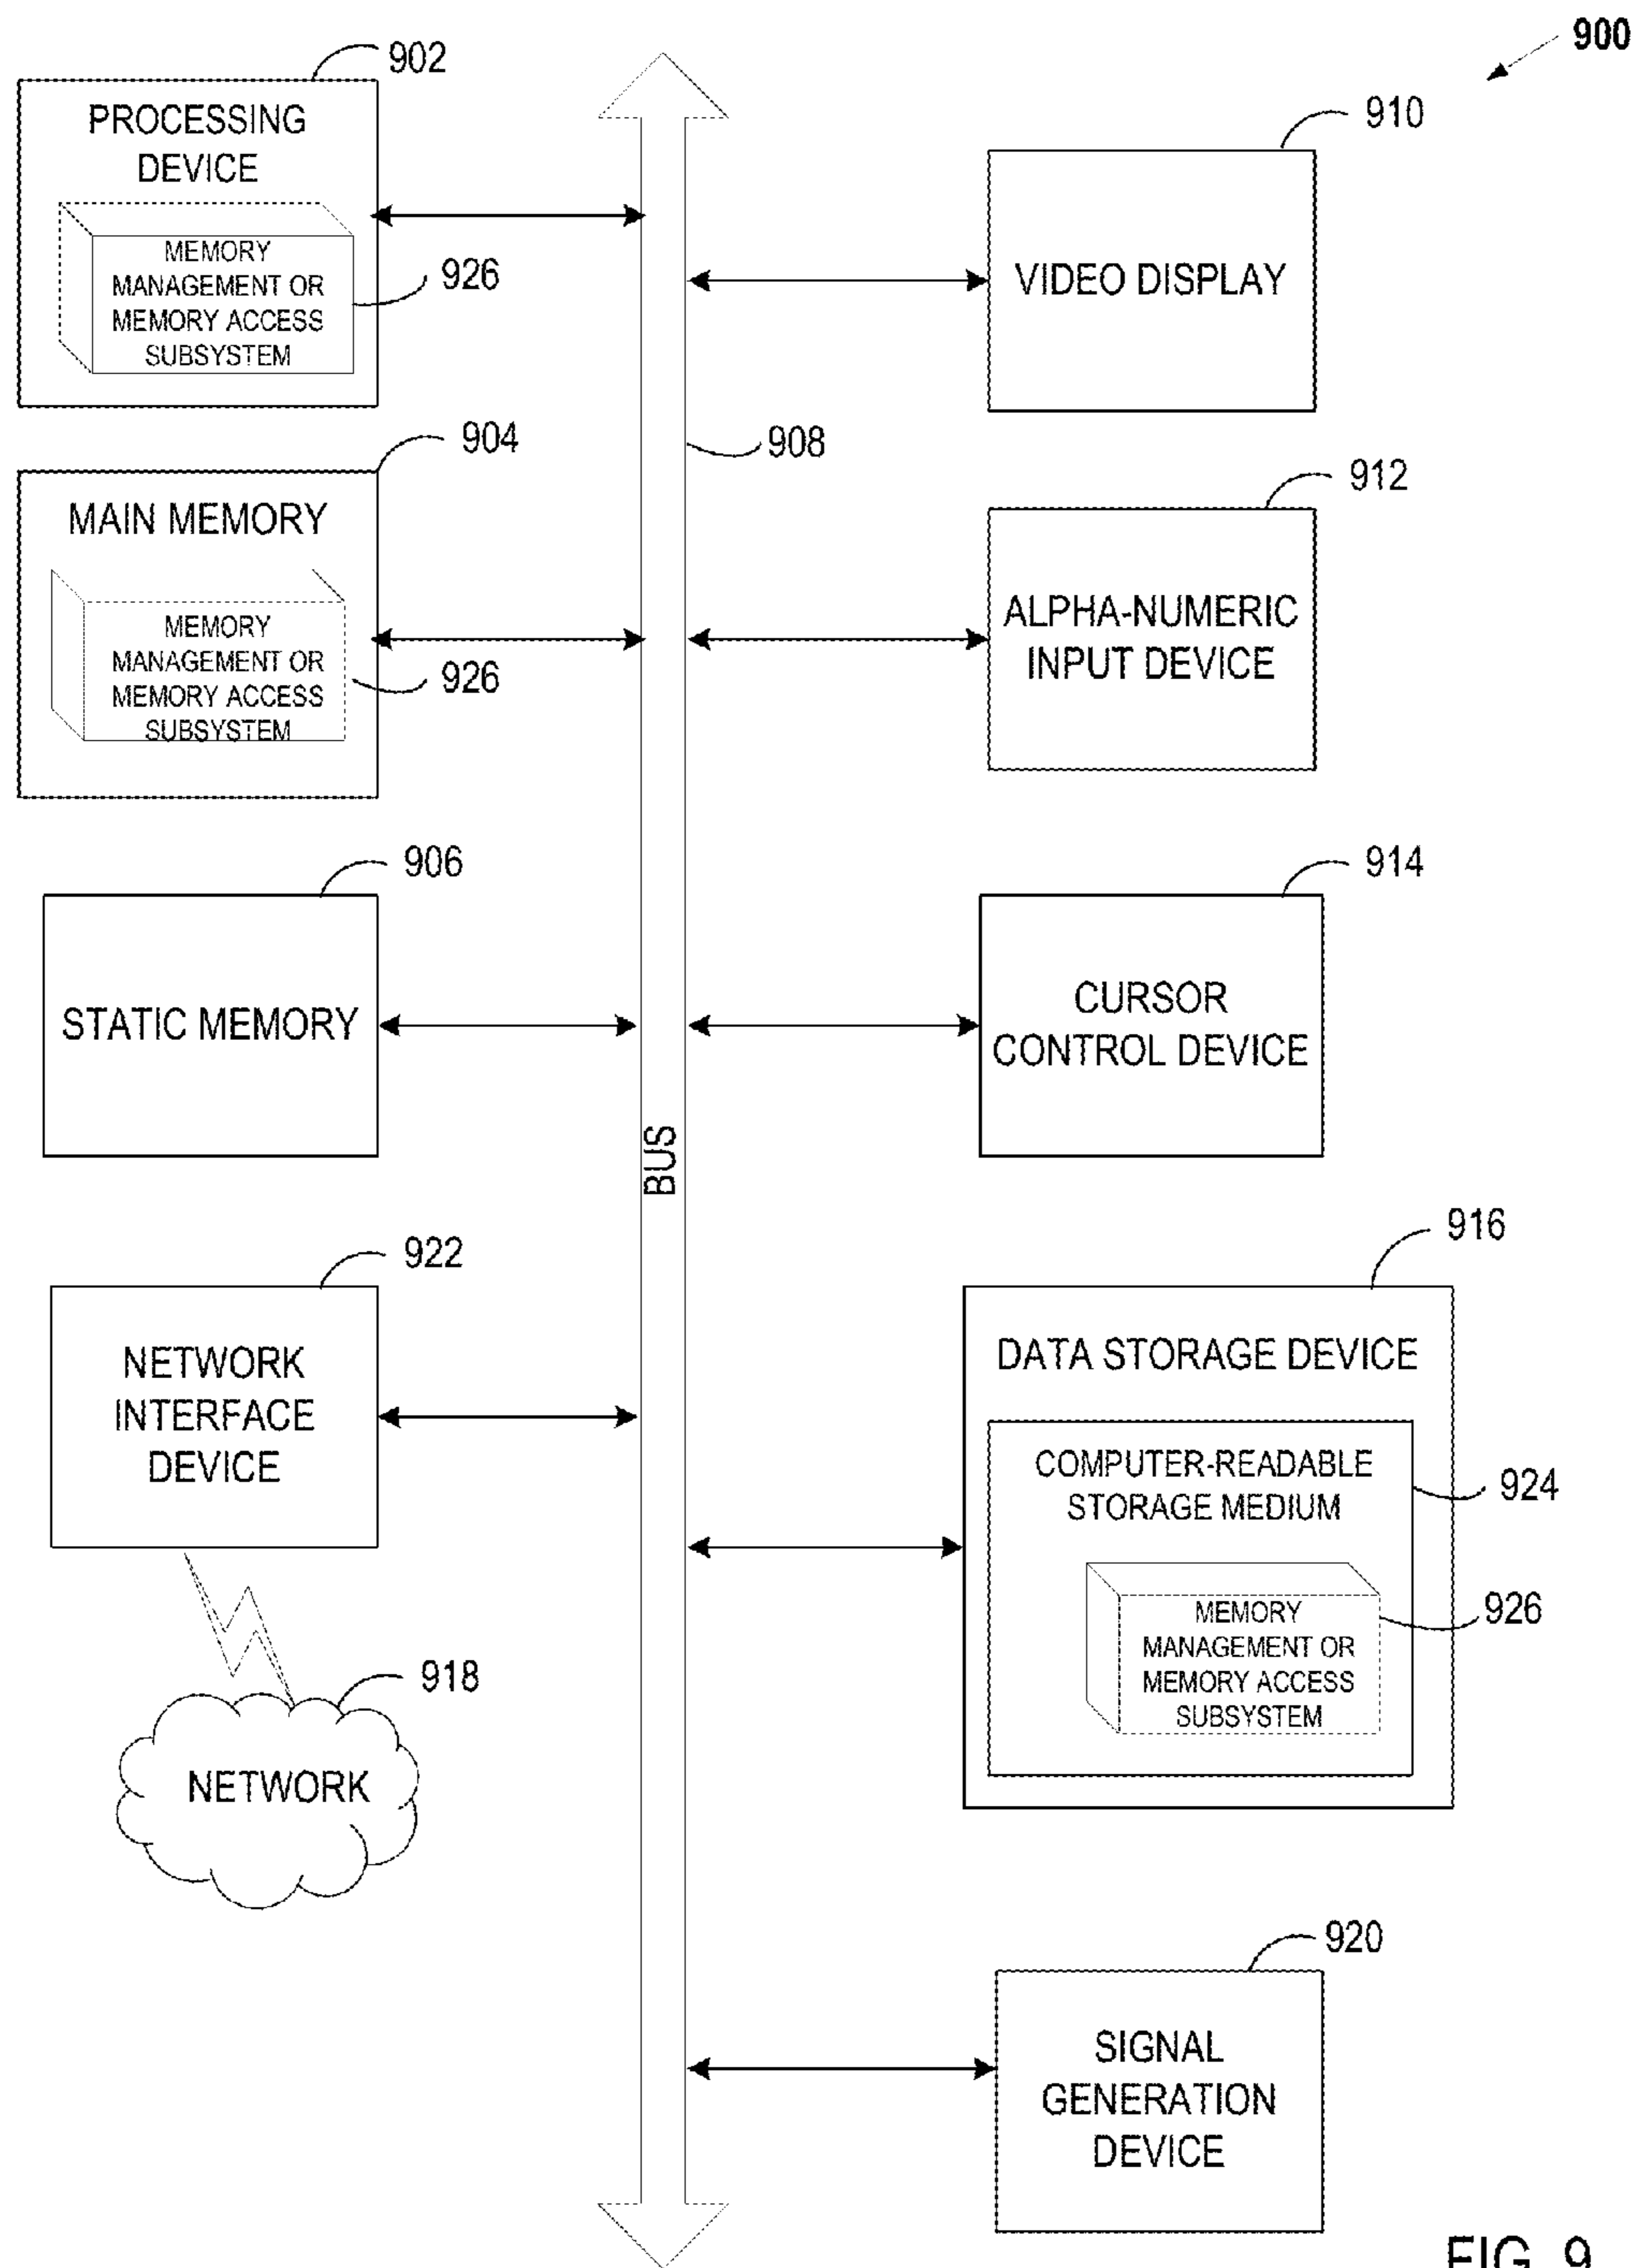 900
902
PROCESSING
DEVICE
MEMORY
MANAGEMENT OR
MEMORY ACCESS
SUBSYSTEM
926
904
MAIN MEMORY
MEMORY
MANAGEMENT OR
MEMORY ACCESS
SUBSYSTEM
926
906
STATIC MEMORY
922
NETWORK
INTERFACE
DEVICE
918
NETWORK
908
BUS
910
VIDEO DISPLAY
912
ALPHA-NUMERIC
INPUT DEVICE
914
CURSOR
CONTROL DEVICE
916
DATA STORAGE DEVICE
COMPUTER-READABLE
STORAGE MEDIUM
924
MEMORY
MANAGEMENT OR
MEMORY ACCESS
SUBSYSTEM
926
920
SIGNAL
GENERATION
DEVICE
FIG. 9